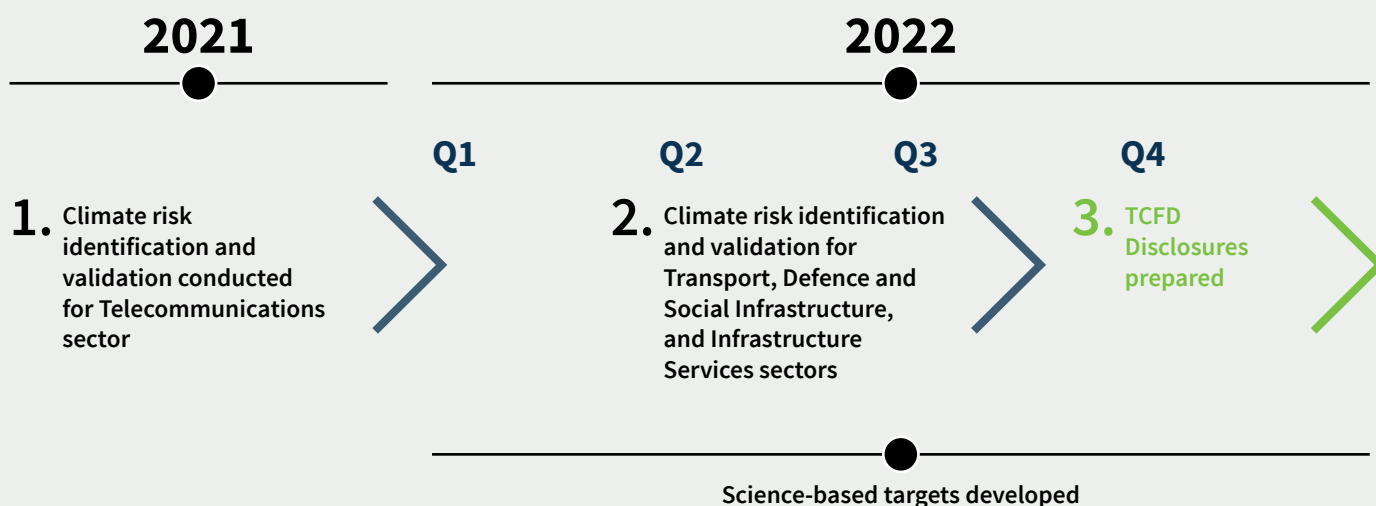 2021
2022
Q1
Q2
Q3
Q4
1. Climate risk
identification and
validation conducted
for Telecommunications
sector
2. Climate risk identification
and validation for
Transport, Defence and
Social Infrastructure,
and Infrastructure
Services sectors
3. TCFD
Disclosures
prepared
Science-based targets developed